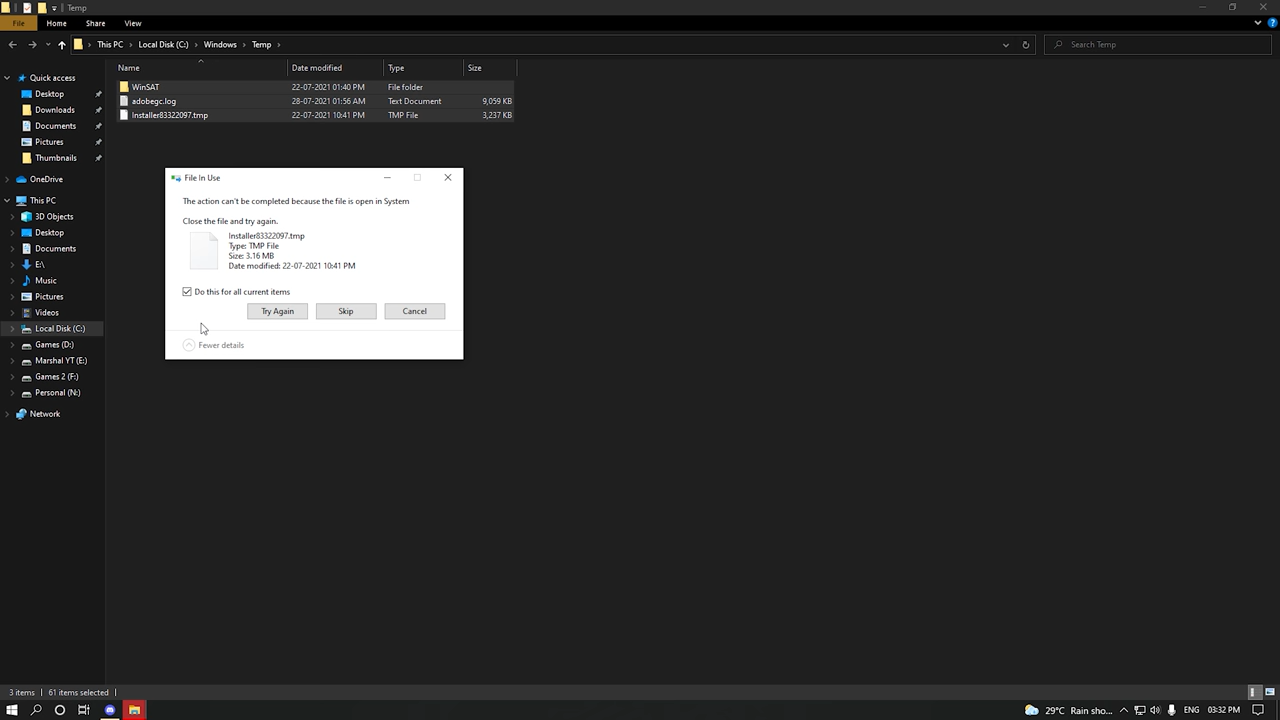 Temp
File Home Share View
This PC Local Disk (C:) Windows Temp
Search Temp
Name Date modified Type Size
WinSAT 22-07-2021 01:40 PM File folder
adobegc.log 28-07-2021 01:56 AM Text Document 9,059 KB
Installer83322097.tmp 22-07-2021 10:41 PM TMP File 3,237 KB
Quick access
Desktop
Downloads
Documents
Pictures
Thumbnails
OneDrive
This PC
3D Objects
Desktop
Documents
E:\
Music
Pictures
Videos
Local Disk (C:)
Games (D:)
Marshal YT (E:)
Games 2 (F:)
Personal (N:)
Network
File In Use
The action can't be completed because the file is open in System
Close the file and try again.
Installer83322097.tmp
Type: TMP File
Size: 3.16 MB
Date modified: 22-07-2021 10:41 PM
Do this for all current items
Try Again Skip Cancel
Fewer details
3 items 61 items selected
29°C Rain sho... ENG 03:32 PM